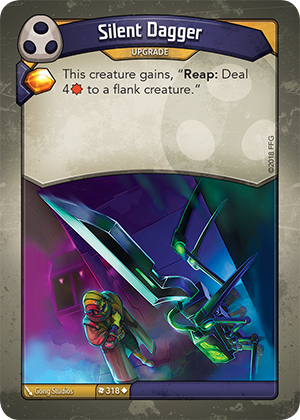 Silent Dagger
UPGRADE
This creature gains, “Reap: Deal
4 to a flank creature.”
©2018 FFG
Gong Studios
318